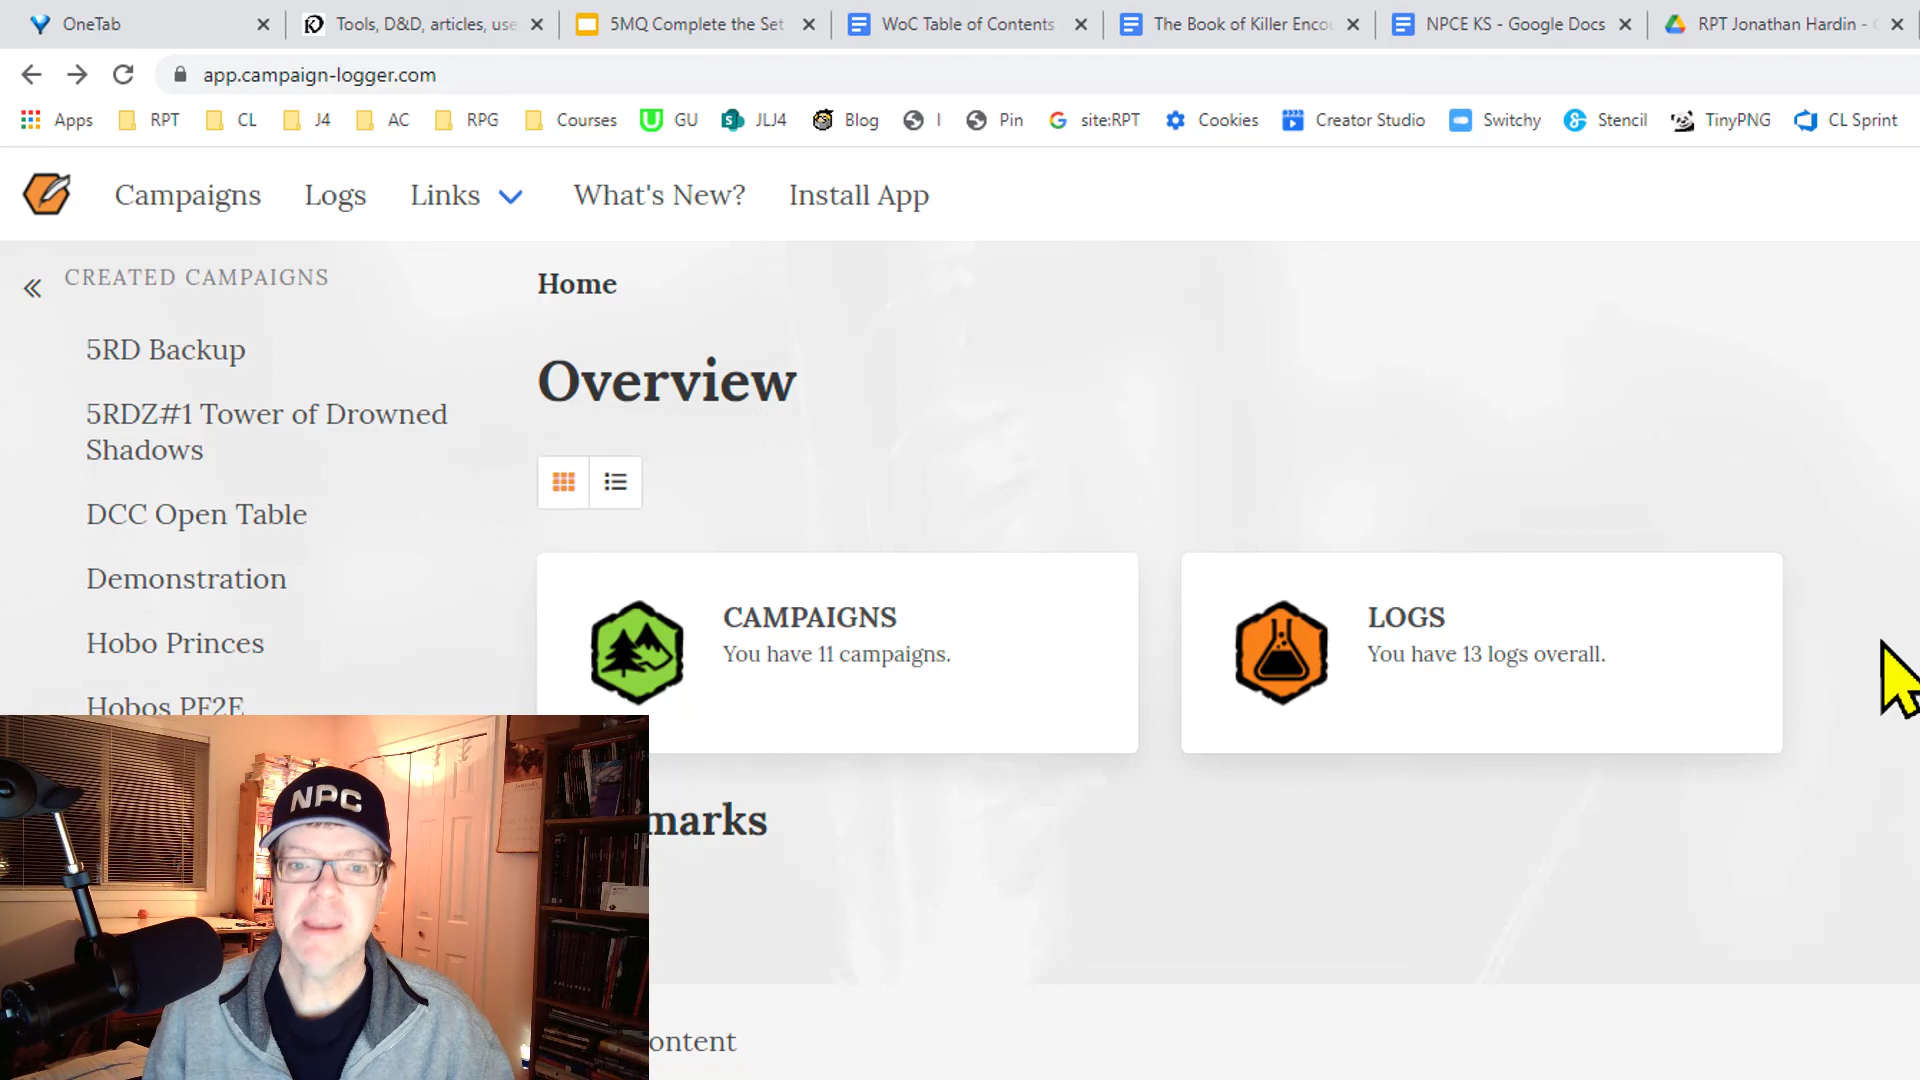 OneTab
Tools, D&D, articles, use
5MQ Complete the Set
WoC Table of Contents
The Book of Killer Enco
NPCE KS - Google Docs
RPT Jonathan Hardin -
app.campaign-logger.com
Apps RPT CL J4 AC RPG Courses GU JLJ4 Blog I Pin site:RPT Cookies Creator Studio Switchy Stencil TinyPNG CL Sprint
Campaigns Logs Links What's New? Install App
CREATED CAMPAIGNS
5RD Backup
5RDZ#1 Tower of Drowned
Shadows
DCC Open Table
Demonstration
Hobo Princes
Hobos PF2E
Home
Overview
CAMPAIGNS
You have 11 campaigns.
LOGS
You have 13 logs overall.
marks
ontent
NPC